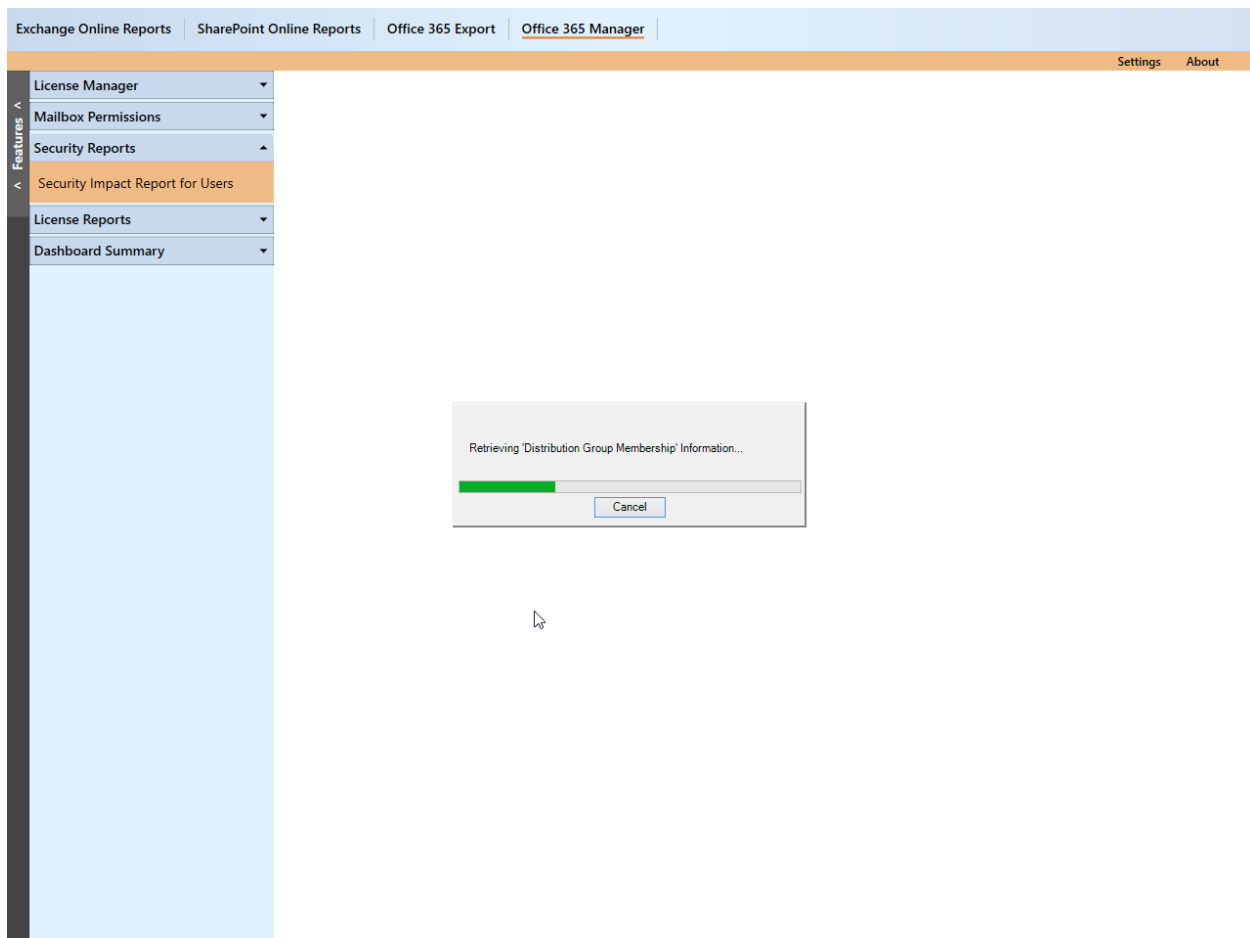 Exchange Online Reports SharePoint Online Reports Office 365 Export Office 365 Manager
Settings About
< Features <
License Manager
Mailbox Permissions
Security Reports
Security Impact Report for Users
License Reports
Dashboard Summary
Retrieving 'Distribution Group Membership' Information...
Cancel